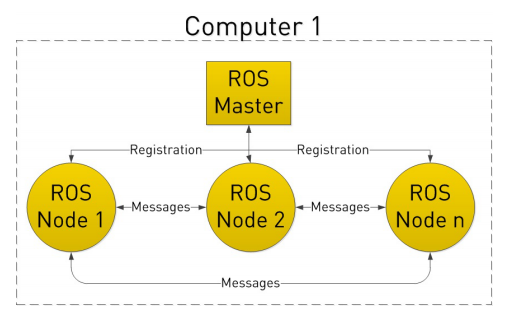 Computer 1
ROS
Master
Registration
Registration
ROS
Node 1
Messages
ROS
Node 2
Messages
ROS
Node n
Messages